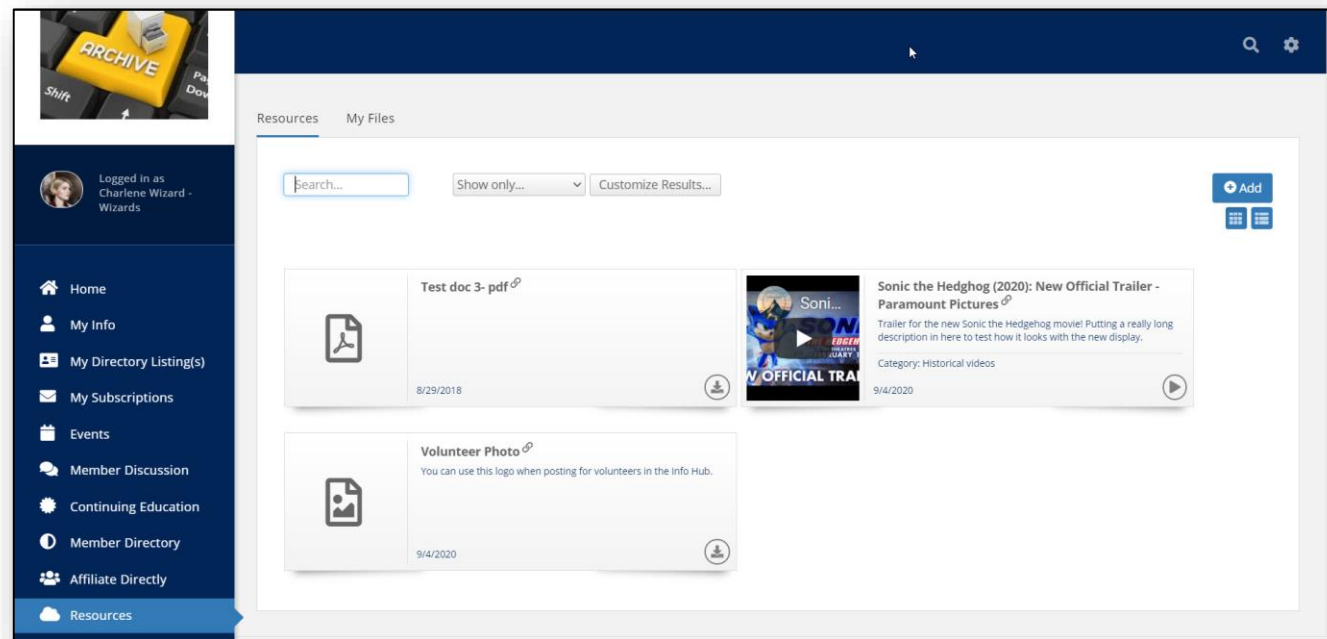 ARCHIVE
Shift
Resources
My Files
Logged in as
Charlene Wizard -
Wizards
Search...
Show only...
Customize Results...
Add
Home
My Info
My Directory Listing(s)
My Subscriptions
Events
Member Discussion
Continuing Education
Member Directory
Affiliate Directly
Resources
Test doc 3- pdf
8/29/2018
Soni...
OFFICIAL TRAI
Sonic the Hedghog (2020): New Official Trailer -
Paramount Pictures
Trailer for the new Sonic the Hedgehog movie! Putting a really long
description in here to test how it looks with the new display.
Category: Historical videos
9/4/2020
Volunteer Photo
You can use this logo when posting for volunteers in the Info Hub.
9/4/2020